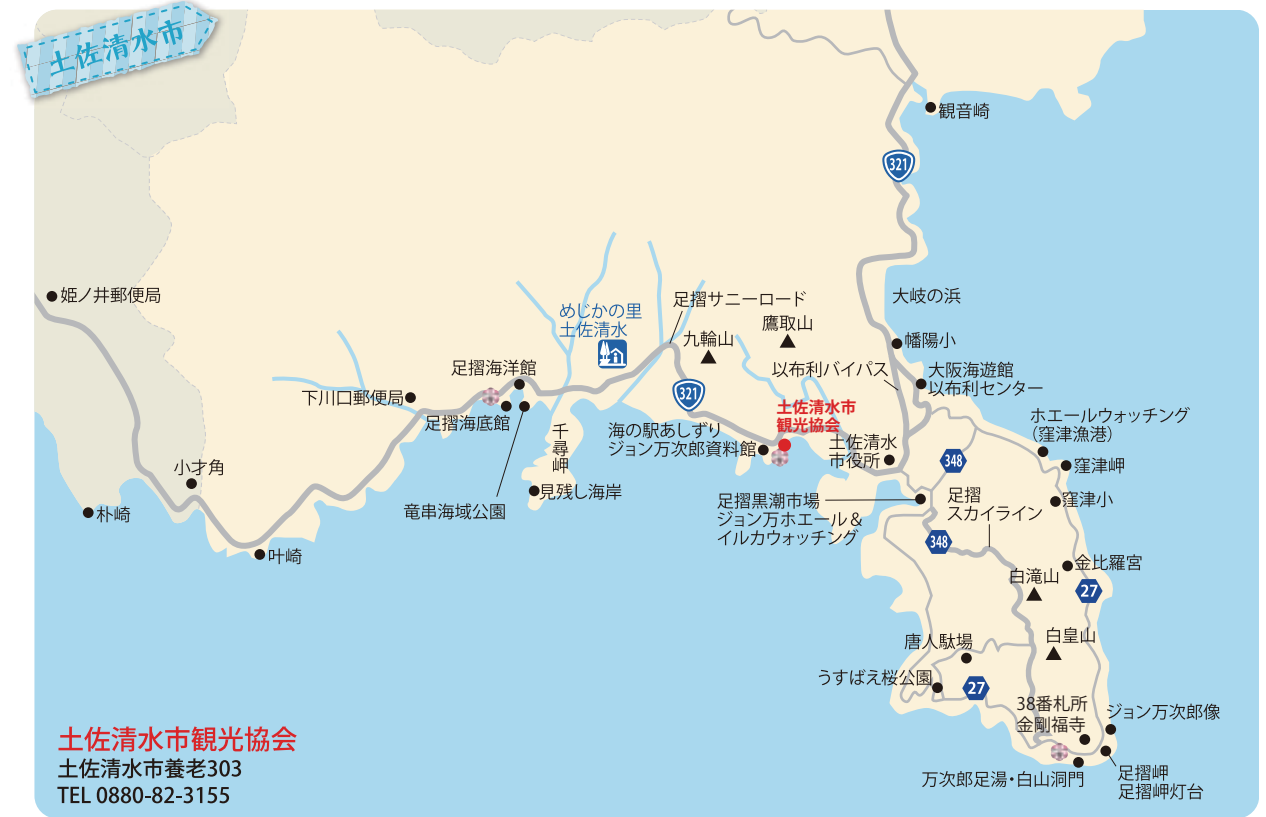 土佐清水市
観音崎
321
姫ノ井郵便局
大岐の浜
足摺サニーロード
めじかの里
土佐清水
鷹取山
九輪山
幡陽小
足摺海洋館
以布利バイパス
大阪海遊館
以布利センター
下川口郵便局
321
足摺海底館
土佐清水市
観光協会
ホエールウォッチング
(窪津漁港)
海の駅あしずり
ジョン万次郎資料館
千尋岬
土佐清水
市役所
348
窪津岬
小才角
見残し海岸
竜串海域公園
足摺黒潮市場
ジョン万ホエール&
イルカウォッチング
足摺
スカイライン
窪津小
朴崎
叶崎
348
金比羅宮
白滝山
27
唐人駄場
白皇山
うすばえ桜公園
27
38番札所
金剛福寺
ジョン万次郎像
万次郎足湯・白山洞門
足摺岬
足摺岬灯台
土佐清水市観光協会
土佐清水市養老303
TEL 0880-82-3155